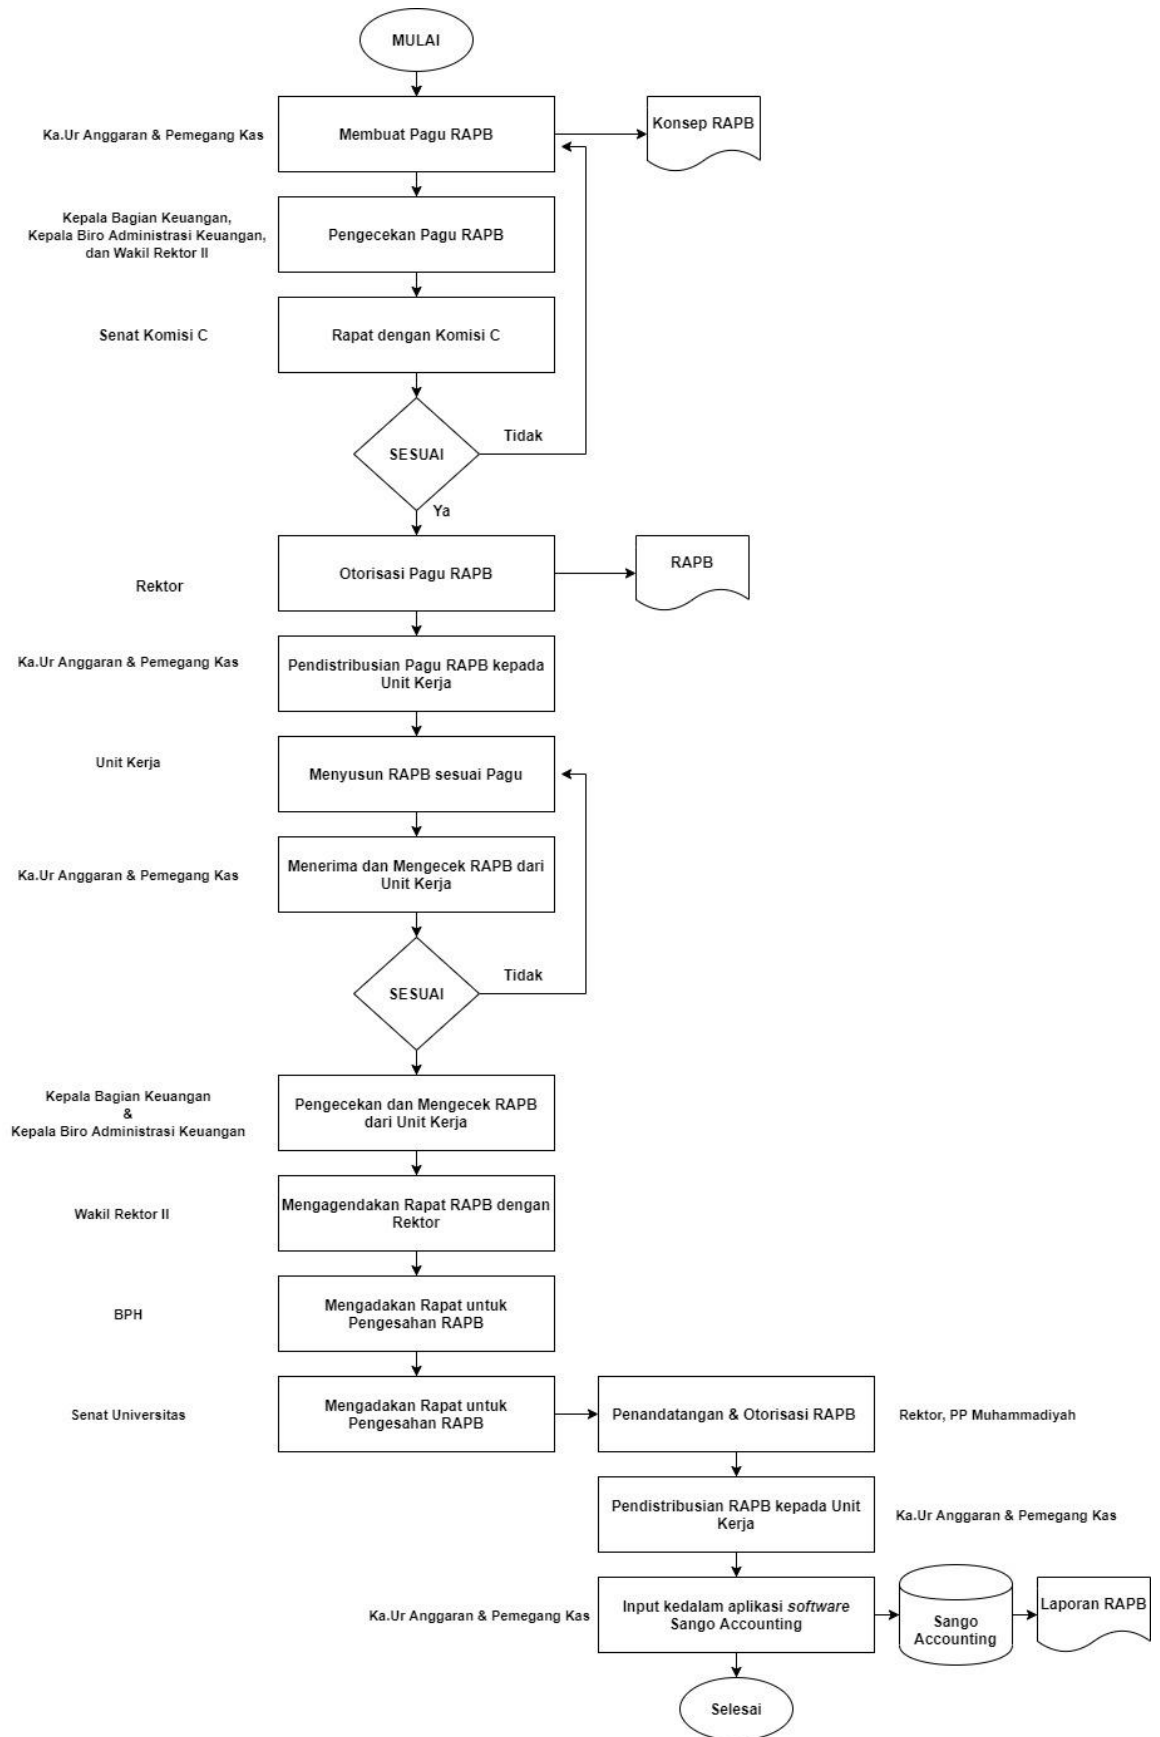 MULAI
Ka.Ur Anggaran & Pemegang Kas
Membuat Pagu RAPB
Konsep RAPB
Kepala Bagian Keuangan,
Kepala Biro Administrasi Keuangan,
dan Wakil Rektor II
Pengecekan Pagu RAPB
Senat Komisi C
Rapat dengan Komisi C
SESUAI
Tidak
Ya
Rektor
Otorisasi Pagu RAPB
RAPB
Ka.Ur Anggaran & Pemegang Kas
Pendistribusian Pagu RAPB kepada
Unit Kerja
Unit Kerja
Menyusun RAPB sesuai Pagu
Ka.Ur Anggaran & Pemegang Kas
Menerima dan Mengecek RAPB dari
Unit Kerja
SESUAI
Tidak
Kepala Bagian Keuangan
&
Kepala Biro Administrasi Keuangan
Pengecekan dan Mengecek RAPB
dari Unit Kerja
Wakil Rektor II
Mengagendakan Rapat RAPB dengan
Rektor
BPH
Mengadakan Rapat untuk
Pengesahan RAPB
Senat Universitas
Mengadakan Rapat untuk
Pengesahan RAPB
Penandatangan & Otorisasi RAPB
Rektor, PP Muhammadiyah
Pendistribusian RAPB kepada Unit
Kerja
Ka.Ur Anggaran & Pemegang Kas
Ka.Ur Anggaran & Pemegang Kas
Input kedalam aplikasi software
Sango Accounting
Sango
Accounting
Laporan RAPB
Selesai